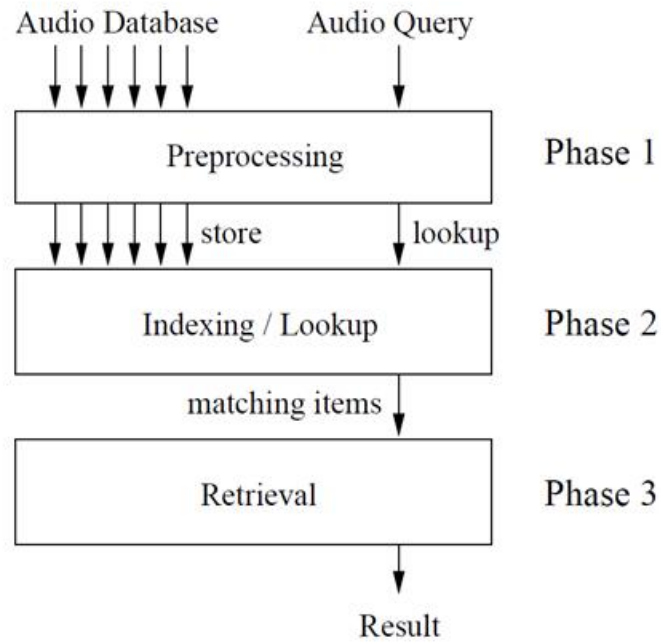 Audio Database
Audio Query
Preprocessing
Phase 1
store
lookup
Indexing / Lookup
Phase 2
matching items
Retrieval
Phase 3
Result